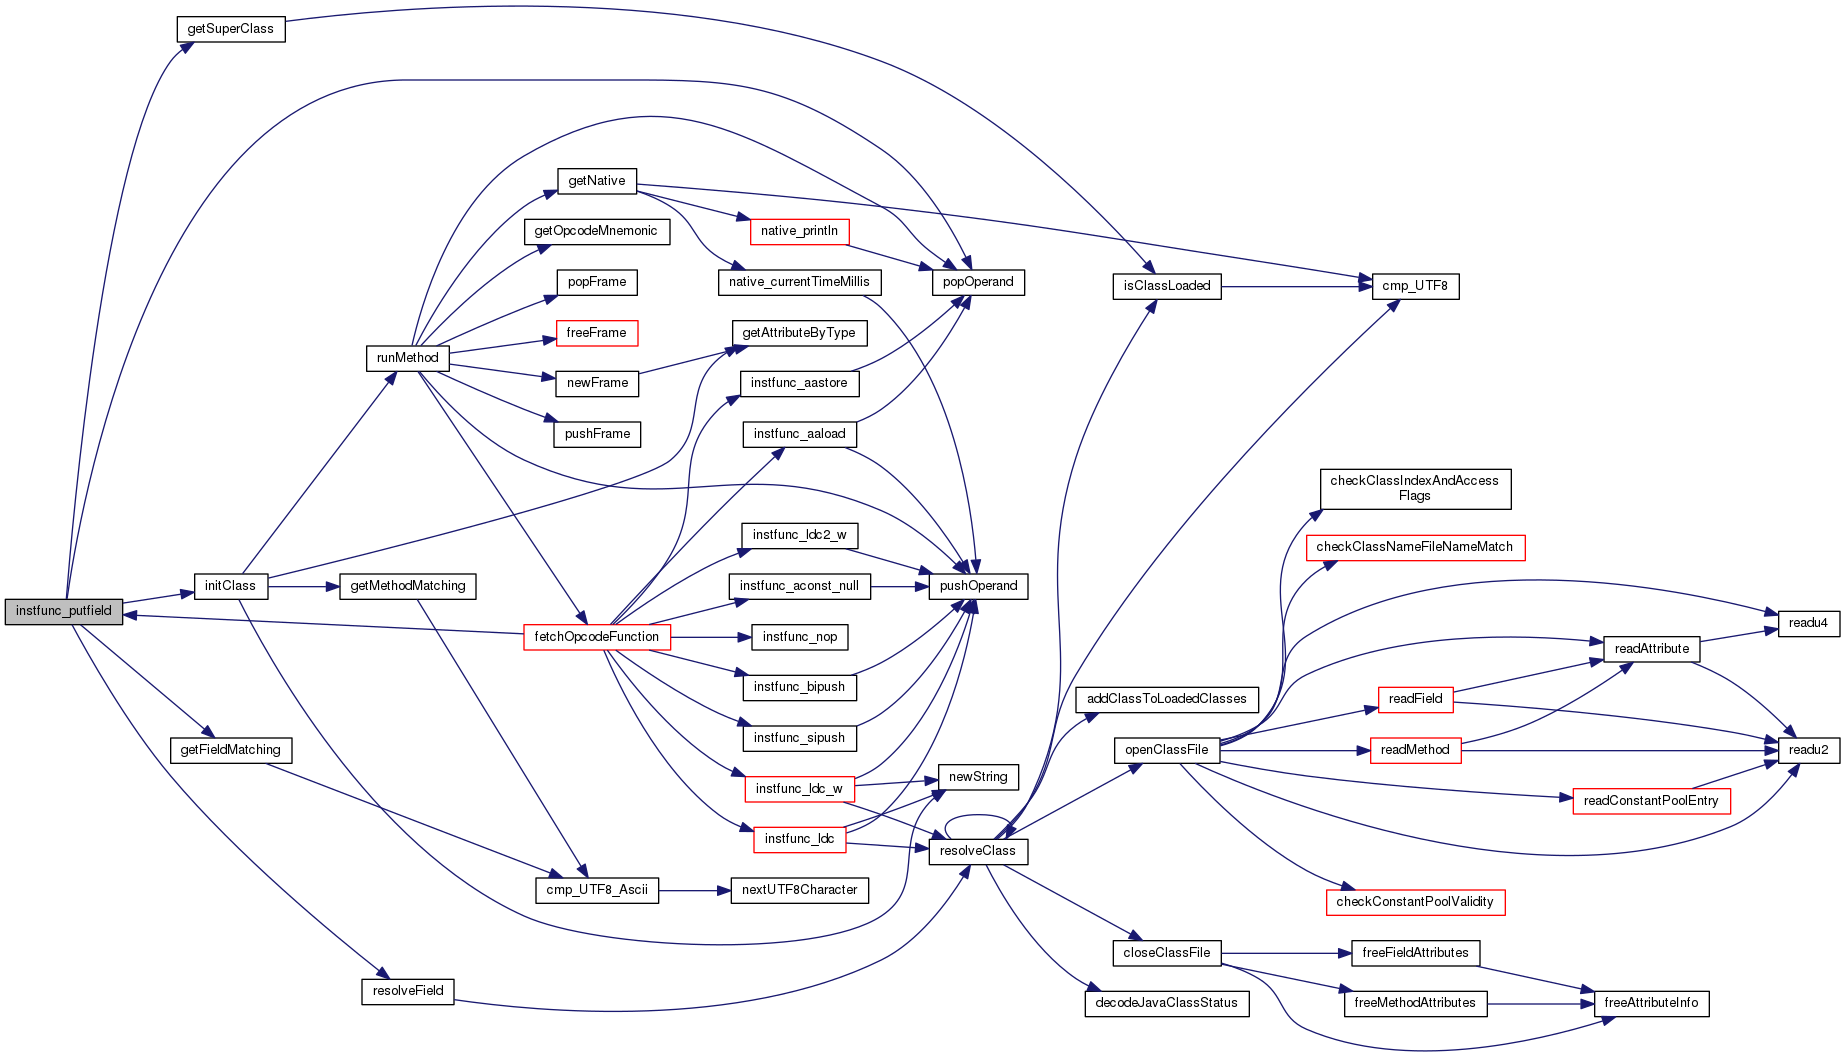 getSuperClass
getNative
getOpcodeMnemonic
native_println
popFrame
native_currentTimeMillis
popOperand
isClassLoaded
cmp_UTF8
freeFrame
getAttributeByType
runMethod
newFrame
instfunc_aastore
pushFrame
instfunc_aaload
checkClassIndexAndAccess
Flags
instfunc_ldc2_w
checkClassNameFileNameMatch
initClass
getMethodMatching
instfunc_aconst_null
pushOperand
instfunc_putfield
fetchOpcodeFunction
instfunc_nop
readu4
readAttribute
instfunc_bipush
addClassToLoadedClasses
readField
getFieldMatching
instfunc_sipush
openClassFile
readMethod
readu2
newString
instfunc_ldc_w
readConstantPoolEntry
instfunc_ldc
resolveClass
cmp_UTF8_Ascii
nextUTF8Character
checkConstantPoolValidity
closeClassFile
freeFieldAttributes
resolveField
decodeJavaClassStatus
freeMethodAttributes
freeAttributeInfo